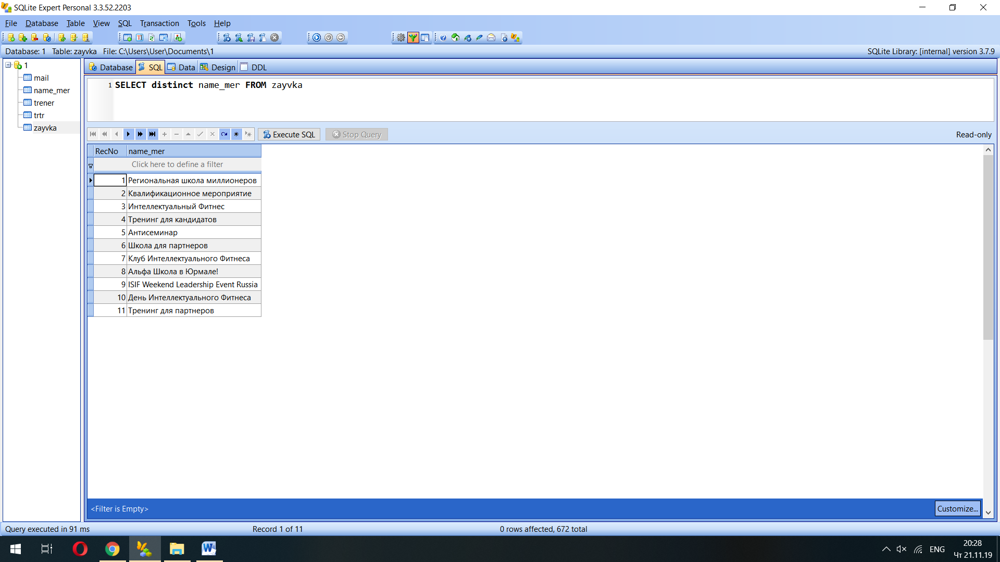 SQLite Expert Personal 3.3.52.2203
File Database Table View SQL Transaction Tools Help
Database: 1 Table: zayvka File: C:\Users\User\Documents\1
SQLite Library: [internal] version 3.7.9
1
mail
name_mer
trener
trtr
zayvka
Database SQL Data Design DDL
1 SELECT distinct name_mer FROM zayvka
Execute SQL Stop Query Read-only
RecNo name_mer
Click here to define a filter
1 Региональная школа миллионеров
2 Квалификационное мероприятие
3 Интеллектуальный Фитнес
4 Тренинг для кандидатов
5 Антисеминар
6 Школа для партнеров
7 Клуб Интеллектуального Фитнеса
8 Альфа Школа в Юрмале!
9 ISIF Weekend Leadership Event Russia
10 День Интеллектуального Фитнеса
11 Тренинг для партнеров
<Filter is Empty> Customize...
Query executed in 91 ms Record 1 of 11 0 rows affected, 672 total
ENG
20:28
Чт 21.11.19